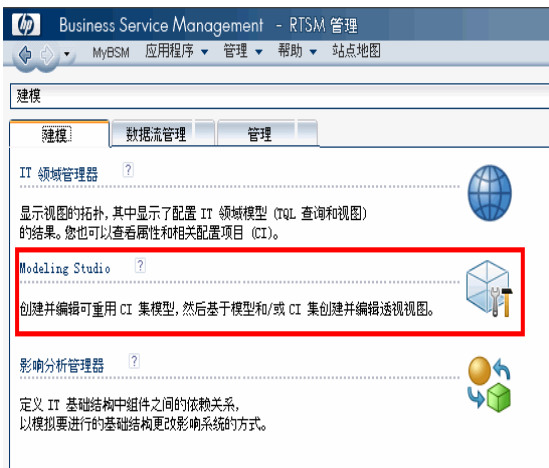 hp Business Service Management - RTSM 管理
MyBSM 应用程序 管理 帮助 站点地图
建模
建模 数据流管理 管理
IT 领域管理器 ?
显示视图的拓扑,其中显示了配置 IT 领域模型 (TQL 查询和视图)
的结果。您也可以查看属性和相关配置项目 (CI)。
Modeling Studio ?
创建并编辑可重用 CI 集模型,然后基于模型和/或 CI 集创建并编辑透视视图。
影响分析管理器 ?
定义 IT 基础结构中组件之间的依赖关系,
以模拟要进行的基础结构更改影响系统的方式。